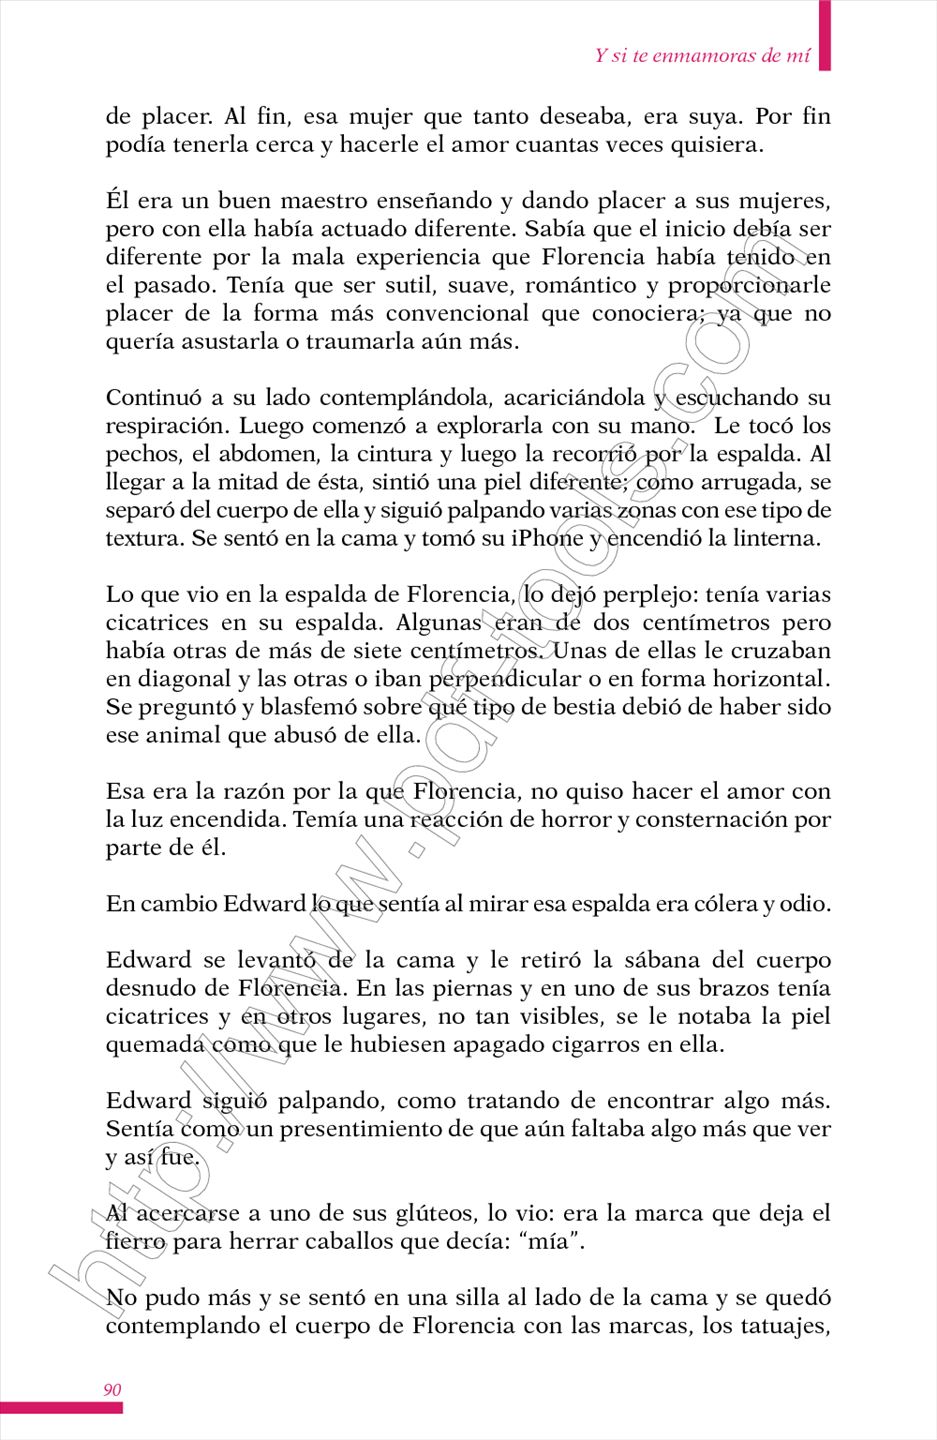 Y si te enmamoras de mí
de placer. Al fin, esa mujer que tanto deseaba, era suya. Por fin
podía tenerla cerca y hacerle el amor cuantas veces quisiera.
Él era un buen maestro enseñando y dando placer a sus mujeres,
pero con ella había actuado diferente. Sabía que el inicio debía ser
diferente por la mala experiencia que Florencia había tenido en
el pasado. Tenía que ser sutil, suave, romántico y proporcionarle
placer de la forma más convencional que conociera; ya que no
quería asustarla o traumarla aún más.
Continuó a su lado contemplándola, acariciándola y escuchando su
respiración. Luego comenzó a explorarla con su mano.  Le tocó los
pechos, el abdomen, la cintura y luego la recorrió por la espalda. Al
llegar a la mitad de ésta, sintió una piel diferente; como arrugada, se
separó del cuerpo de ella y siguió palpando varias zonas con ese tipo de
textura. Se sentó en la cama y tomó su iPhone y encendió la linterna.
Lo que vio en la espalda de Florencia, lo dejó perplejo: tenía varias
cicatrices en su espalda. Algunas eran de dos centímetros pero
había otras de más de siete centímetros. Unas de ellas le cruzaban
en diagonal y las otras o iban perpendicular o en forma horizontal.
Se preguntó y blasfemó sobre qué tipo de bestia debió de haber sido
ese animal que abusó de ella.
Esa era la razón por la que Florencia, no quiso hacer el amor con
la luz encendida. Temía una reacción de horror y consternación por
parte de él.
En cambio Edward lo que sentía al mirar esa espalda era cólera y odio.
Edward se levantó de la cama y le retiró la sábana del cuerpo
desnudo de Florencia. En las piernas y en uno de sus brazos tenía
cicatrices y en otros lugares, no tan visibles, se le notaba la piel
quemada como que le hubiesen apagado cigarros en ella.
Edward siguió palpando, como tratando de encontrar algo más.
Sentía como un presentimiento de que aún faltaba algo más que ver
y así fue.
Al acercarse a uno de sus glúteos, lo vio: era la marca que deja el
fierro para herrar caballos que decía: “mía”.
No pudo más y se sentó en una silla al lado de la cama y se quedó
contemplando el cuerpo de Florencia con las marcas, los tatuajes,
90
http://www.pdf-tools.com